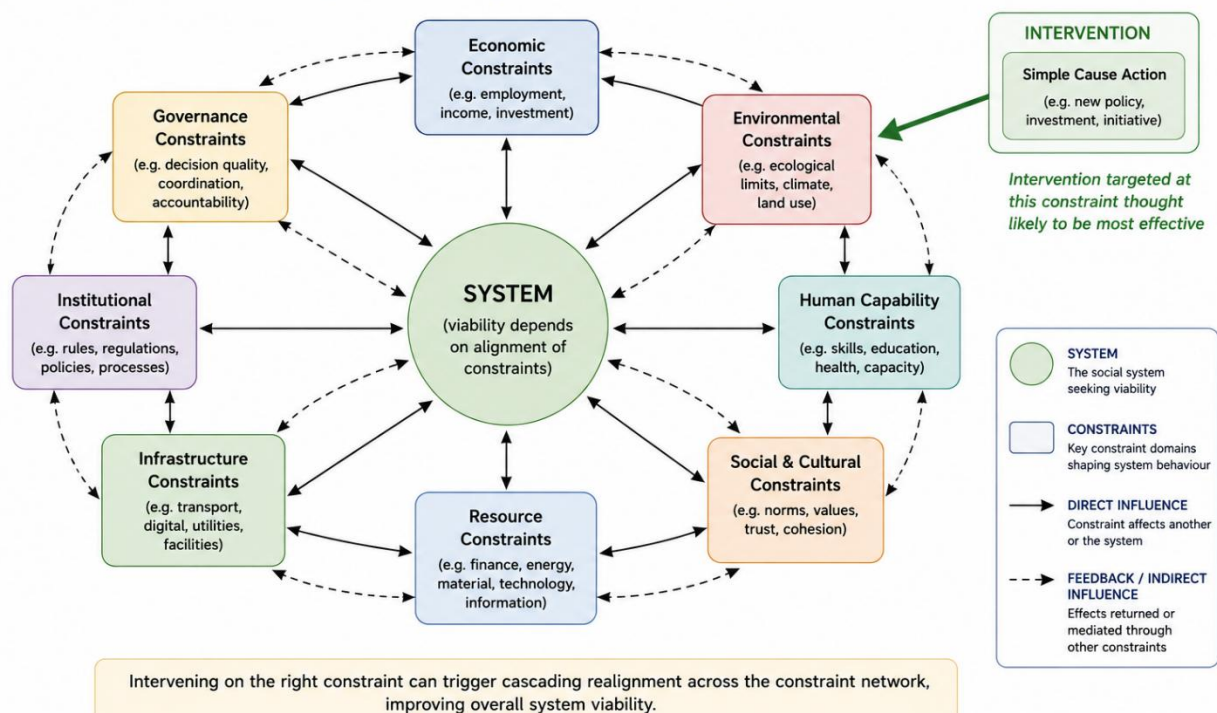 Economic
Constraints
(e.g. employment,
income, investment)
INTERVENTION
Simple Cause Action
(e.g. new policy,
investment, initiative)
Intervention targeted at
this constraint thought
likely to be most effective
Governance
Constraints
(e.g. decision quality,
coordination,
accountability)
Environmental
Constraints
(e.g. ecological
limits, climate,
land use)
Institutional
Constraints
(e.g. rules, regulations,
policies, processes)
SYSTEM
(viability depends
on alignment of
constraints)
Human Capability
Constraints
(e.g. skills, education,
health, capacity)
Infrastructure
Constraints
(e.g. transport,
digital, utilities,
facilities)
Resource
Constraints
(e.g. finance, energy,
material, technology,
information)
Social & Cultural
Constraints
(e.g. norms, values,
trust, cohesion)
SYSTEM
The social system
seeking viability
CONSTRAINTS
Key constraint domains
shaping system behaviour
DIRECT INFLUENCE
Constraint affects another
or the system
FEEDBACK / INDIRECT
INFLUENCE
Effects returned or
mediated through
other constraints
Intervening on the right constraint can trigger cascading realignment across the constraint network,
improving overall system viability.